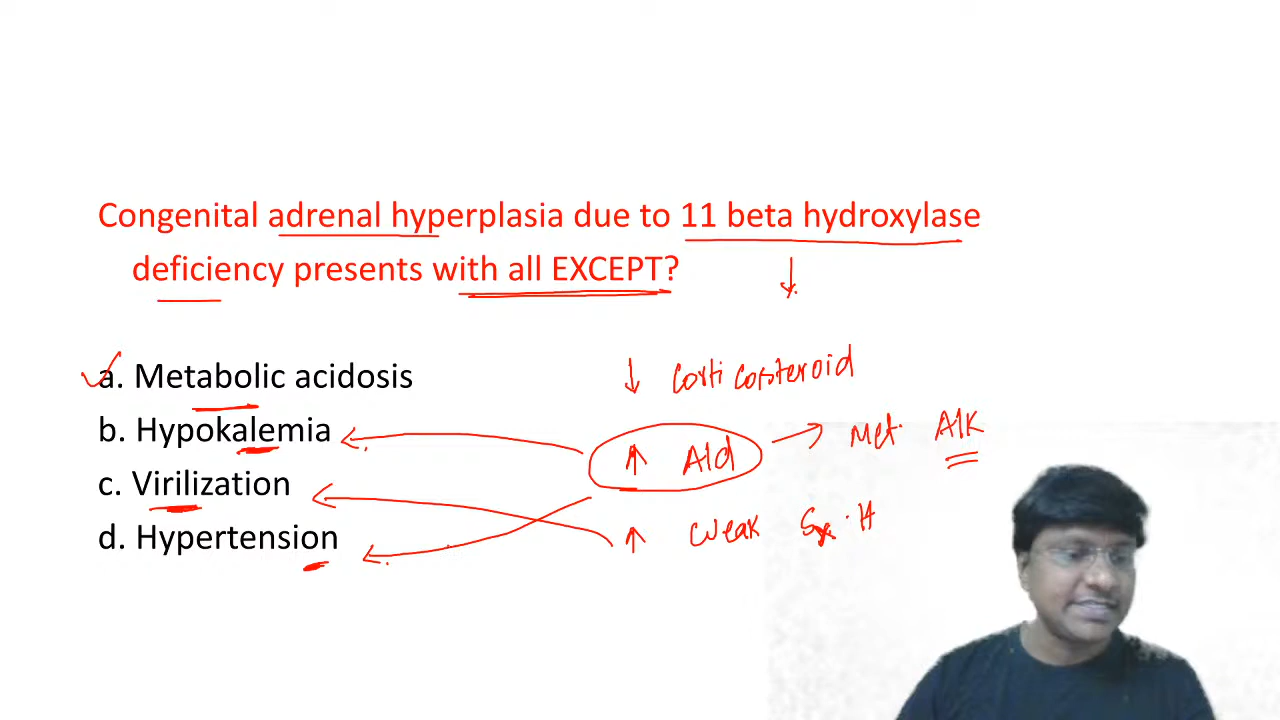 Congenital adrenal hyperplasia due to 11 beta hydroxylase
deficiency presents with all EXCEPT?
a. Metabolic acidosis
↓ corticosteroid
b. Hypokalemia
↑ Ald → Met. Alk
c. Virilization
d. Hypertension
↑ Weak Sx. H